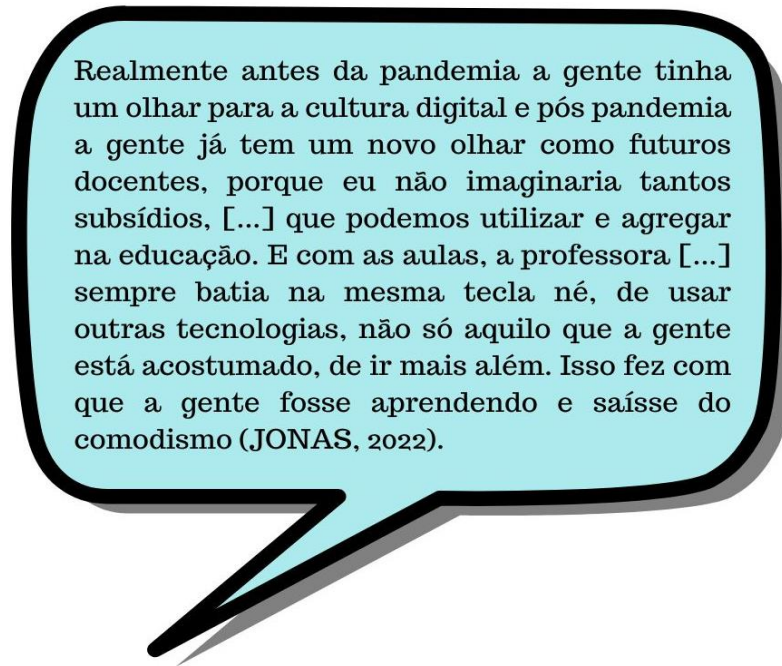 Realmente antes da pandemia a gente tinha
um olhar para a cultura digital e pós pandemia
a gente já tem um novo olhar como futuros
docentes, porque eu não imaginaria tantos
subsídios, [...] que podemos utilizar e agregar
na educação. E com as aulas, a professora [...]
sempre batia na mesma tecla né, de usar
outras tecnologias, não só aquilo que a gente
está acostumado, de ir mais além. Isso fez com
que a gente fosse aprendendo e saísse do
comodismo (JONAS, 2022).